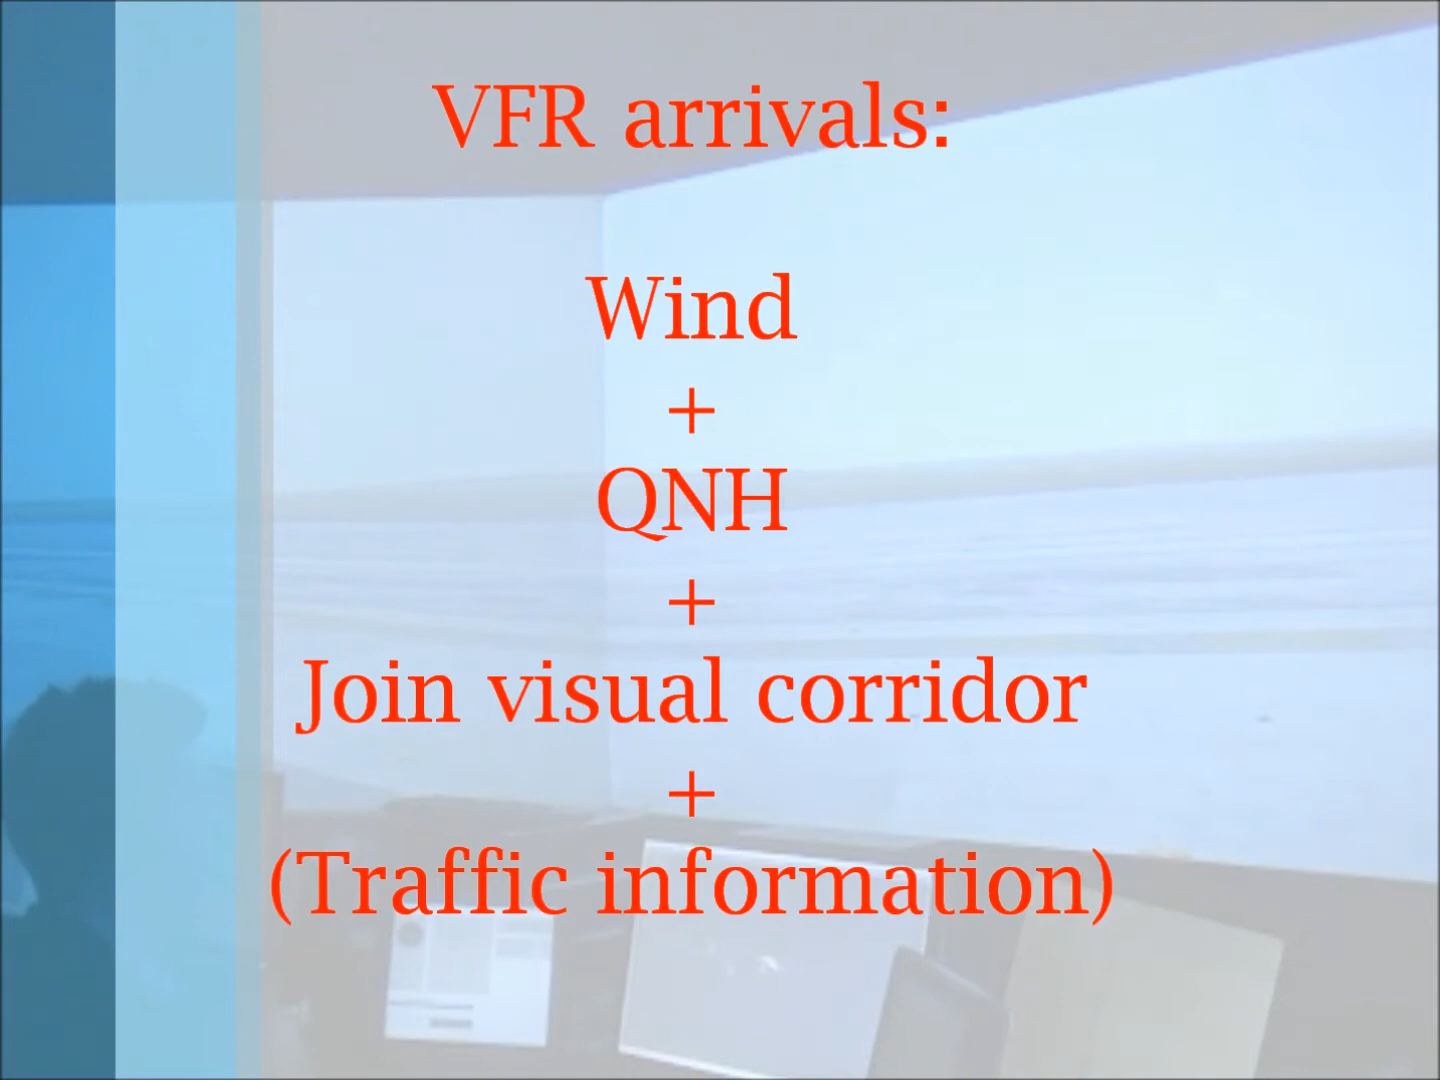 VFR arrivals:
Wind
+
QNH
+
Join visual corridor
+
(Traffic information)